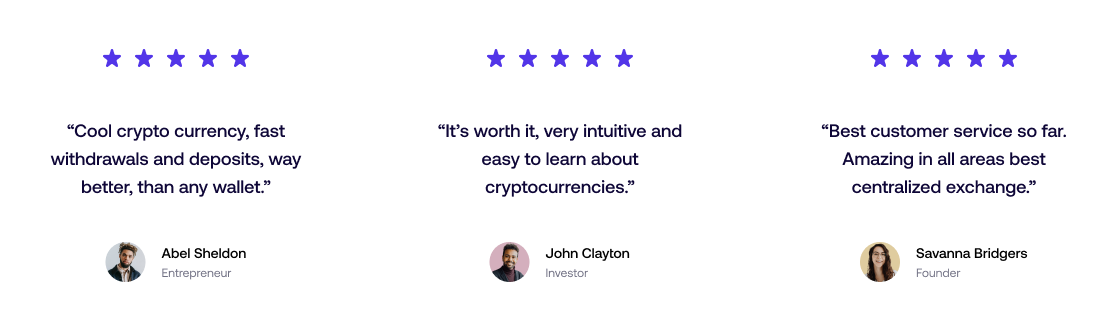 “Cool crypto currency, fast
withdrawals and deposits, way
better, than any wallet.”
Abel Sheldon
Entrepreneur
“It’s worth it, very intuitive and
easy to learn about
cryptocurrencies.”
John Clayton
Investor
“Best customer service so far.
Amazing in all areas best
centralized exchange.”
Savanna Bridgers
Founder